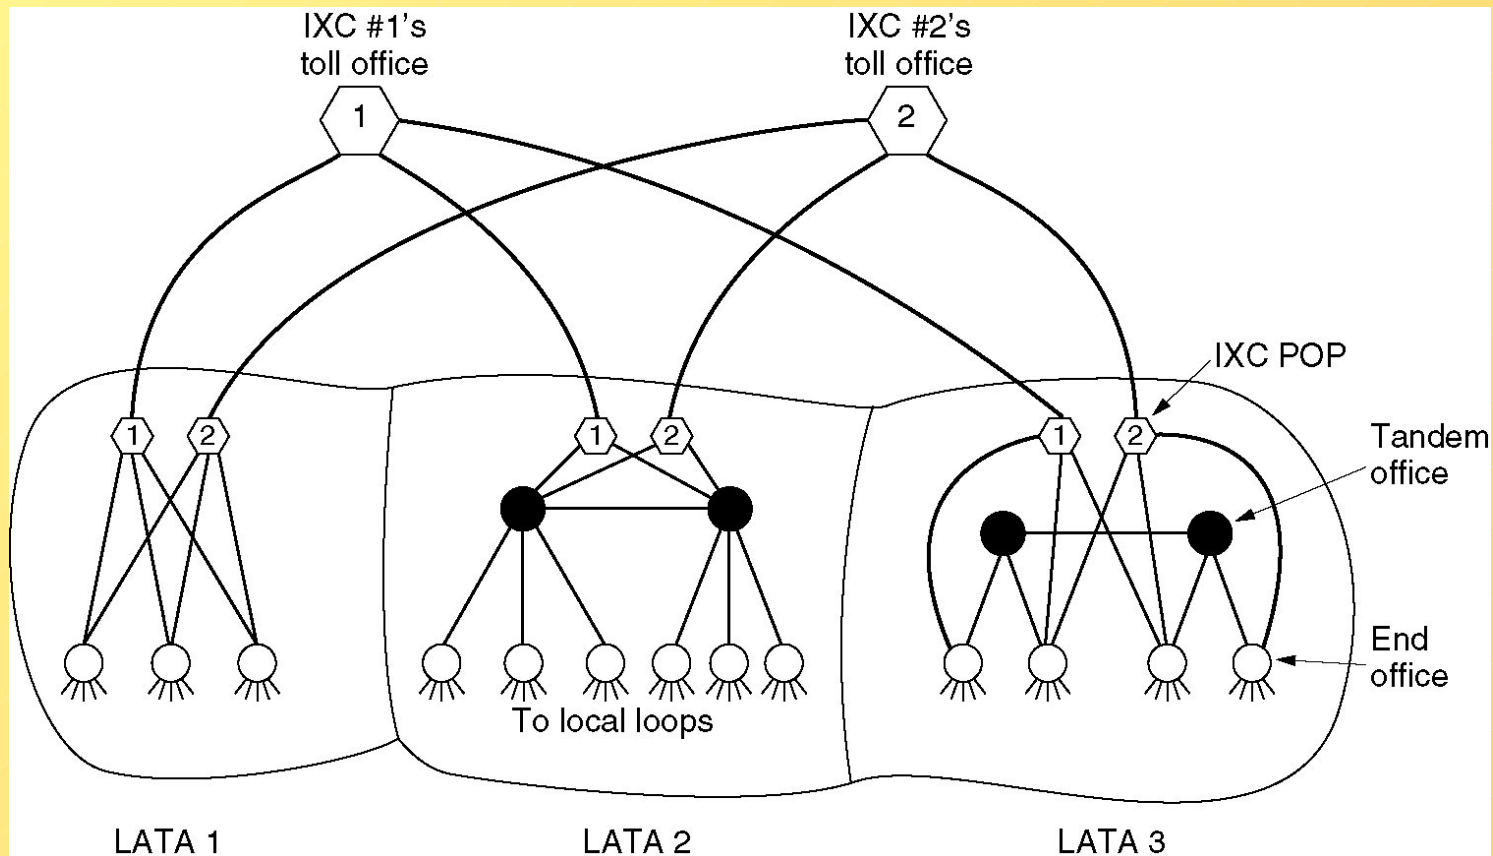 IXC #1's
toll office
IXC #2's
toll office
1
2
IXC POP
1
2
1
2
1
2
Tandem
office
End
office
To local loops
LATA 1
LATA 2
LATA 3